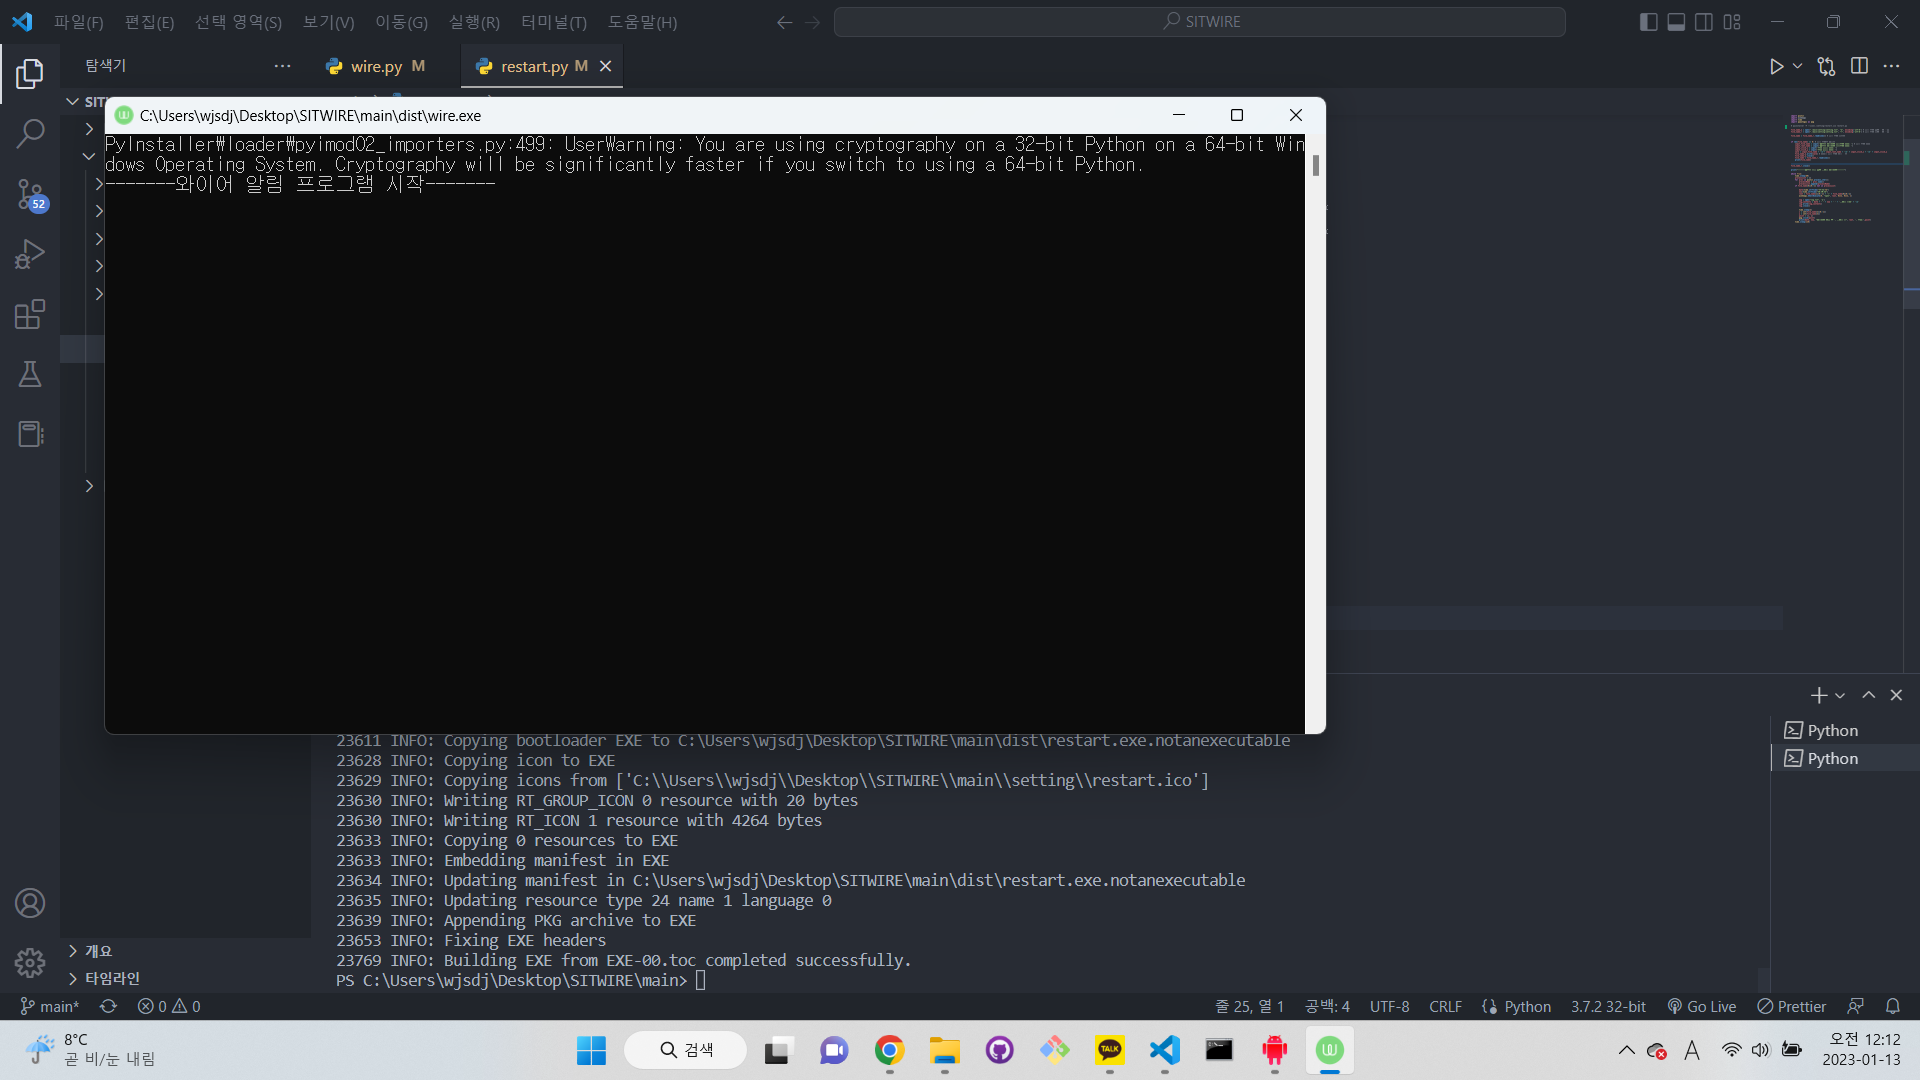 파일(F) 편집(E) 선택 영역(S) 보기(V) 이동(G) 실행(R) 터미널(T) 도움말(H)
SITWIRE
탐색기
wire.py M
restart.py M
C:\Users\wjsdj\Desktop\SITWIRE\main\dist\wire.exe
PyInstaller₩loader₩pyimod02_importers.py:499: UserWarning: You are using cryptography on a 32-bit Python on a 64-bit Win
dows Operating System. Cryptography will be significantly faster if you switch to using a 64-bit Python.
-------와이어 알림 프로그램 시작-------
52
23611 INFO: Copying bootloader EXE to C:\Users\wjsdj\Desktop\SITWIRE\main\dist\restart.exe.notanexecutable
23628 INFO: Copying icon to EXE
23629 INFO: Copying icons from ['C:\\Users\\wjsdj\\Desktop\\SITWIRE\\main\\setting\\restart.ico']
23630 INFO: Writing RT_GROUP_ICON 0 resource with 20 bytes
23630 INFO: Writing RT_ICON 1 resource with 4264 bytes
23633 INFO: Copying 0 resources to EXE
23633 INFO: Embedding manifest in EXE
23634 INFO: Updating manifest in C:\Users\wjsdj\Desktop\SITWIRE\main\dist\restart.exe.notanexecutable
23635 INFO: Updating resource type 24 name 1 language 0
23639 INFO: Appending PKG archive to EXE
23653 INFO: Fixing EXE headers
23769 INFO: Building EXE from EXE-00.toc completed successfully.
PS C:\Users\wjsdj\Desktop\SITWIRE\main>
Python
Python
개요
타임라인
main* 0 0
줄 25, 열 1 공백: 4 UTF-8 CRLF Python 3.7.2 32-bit Go Live Prettier
8°C
곧 비/눈 내림
검색
TALK
A
오전 12:12
2023-01-13